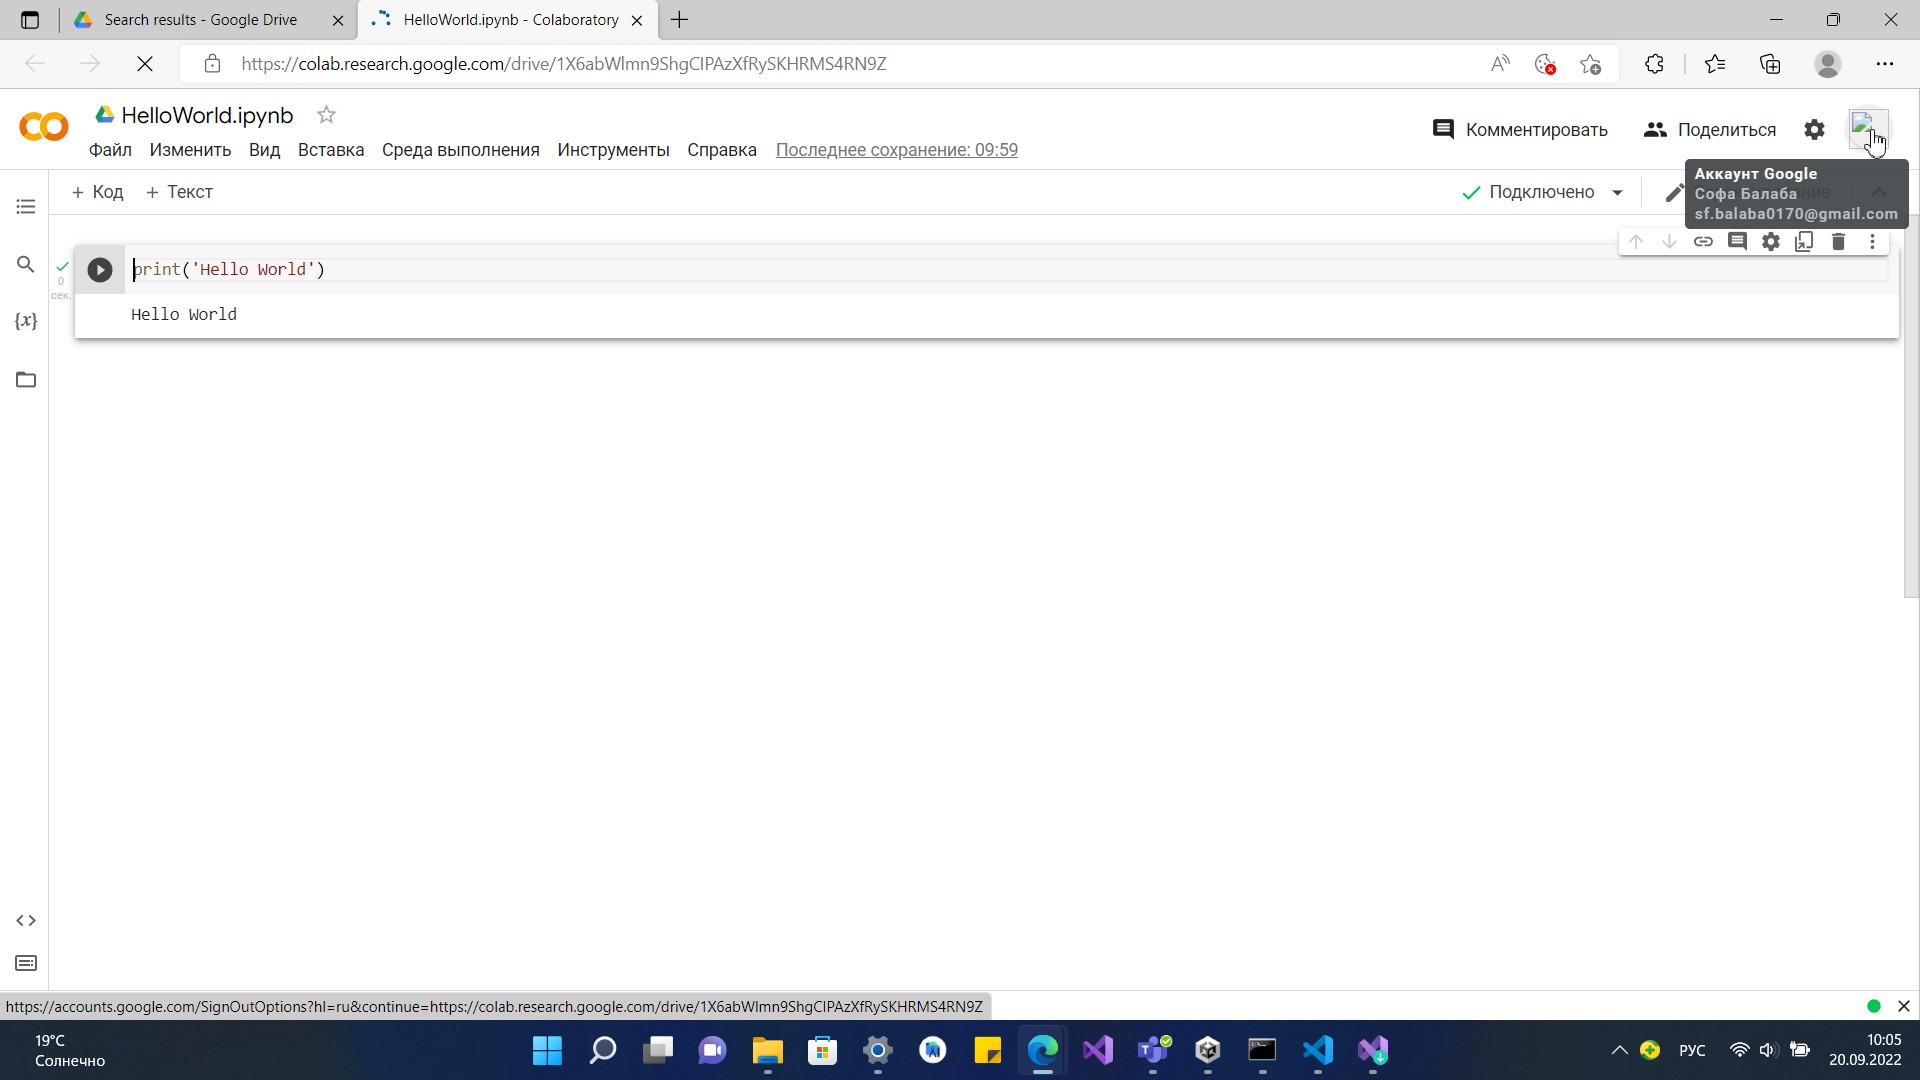 Search results - Google Drive
HelloWorld.ipynb - Colaboratory
https://colab.research.google.com/drive/1X6abWlmn9ShgCIPAzXfRySKHRMS4RN9Z
HelloWorld.ipynb
Комментировать
Поделиться
Файл Изменить Вид Вставка Среда выполнения Инструменты Справка Последнее сохранение: 09:59
+ Код + Текст
Подключено
Аккаунт Google
Софа Балаба
sf.balaba0170@gmail.com
print('Hello World')
0
сек.
Hello World
{x}
https://accounts.google.com/SignOutOptions?hl=ru&continue=https://colab.research.google.com/drive/1X6abWlmn9ShgCIPAzXfRySKHRMS4RN9Z
19°C
Солнечно
РУС
10:05
20.09.2022